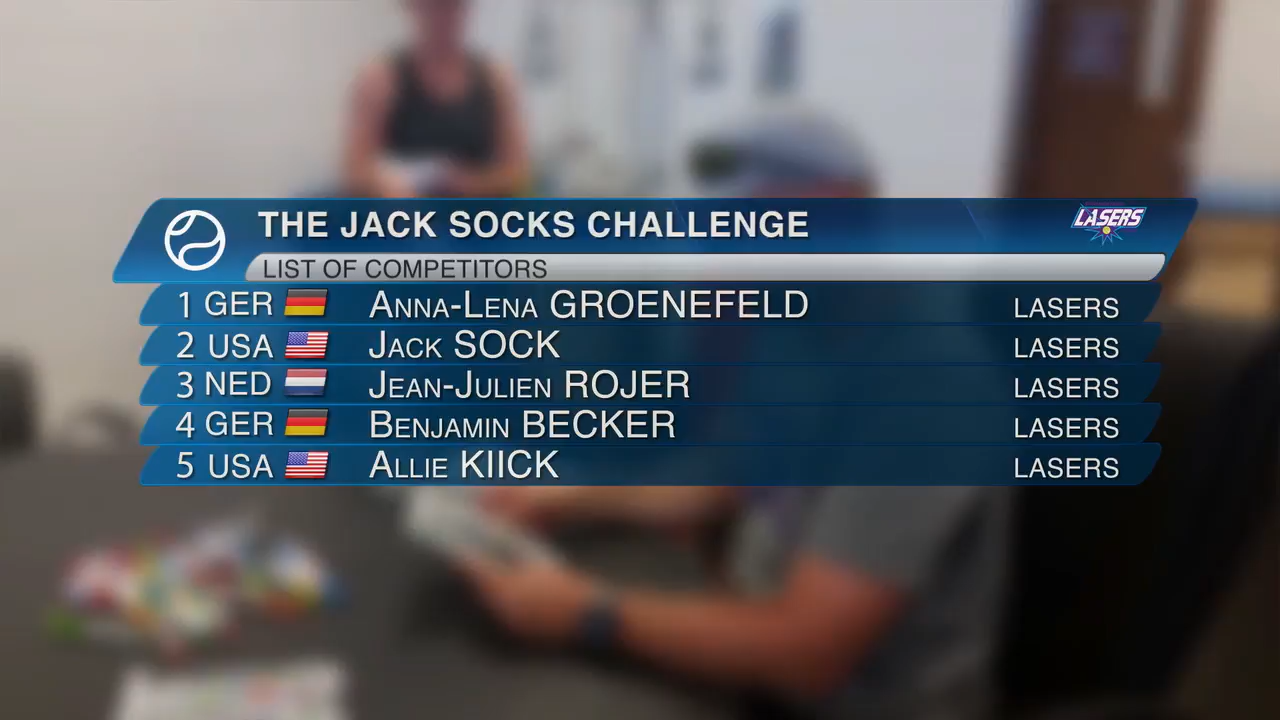 THE JACK SOCKS CHALLENGE
LASERS
LIST OF COMPETITORS
1 GER ANNA-LENA GROENEFELD LASERS
2 USA JACK SOCK LASERS
3 NED JEAN-JULIEN ROJER LASERS
4 GER BENJAMIN BECKER LASERS
5 USA ALLIE KIICK LASERS